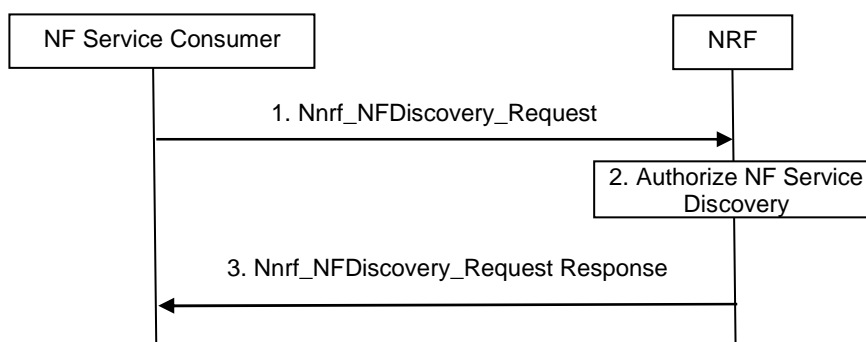 NF Service Consumer
NRF
1. Nnrf_NFDiscovery_Request
2. Authorize NF Service
Discovery
3. Nnrf_NFDiscovery_Request Response